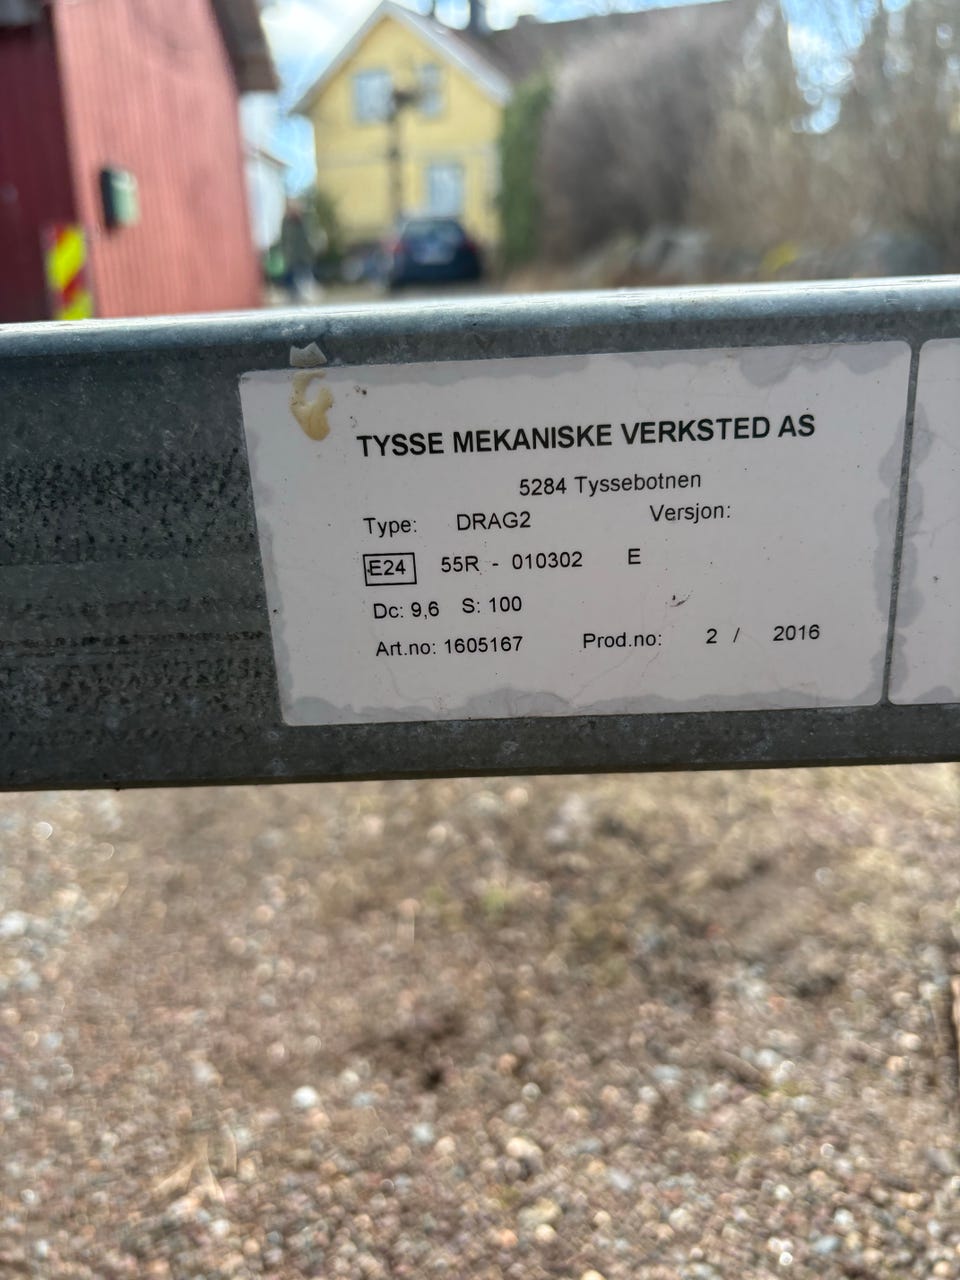 TYSSE MEKANISKE VERKSTED AS
5284 Tyssebotnen
Type: DRAG2 Versjon:
E24 55R - 010302 E
Dc: 9,6 S: 100
Art.no: 1605167 Prod.no: 2 / 2016